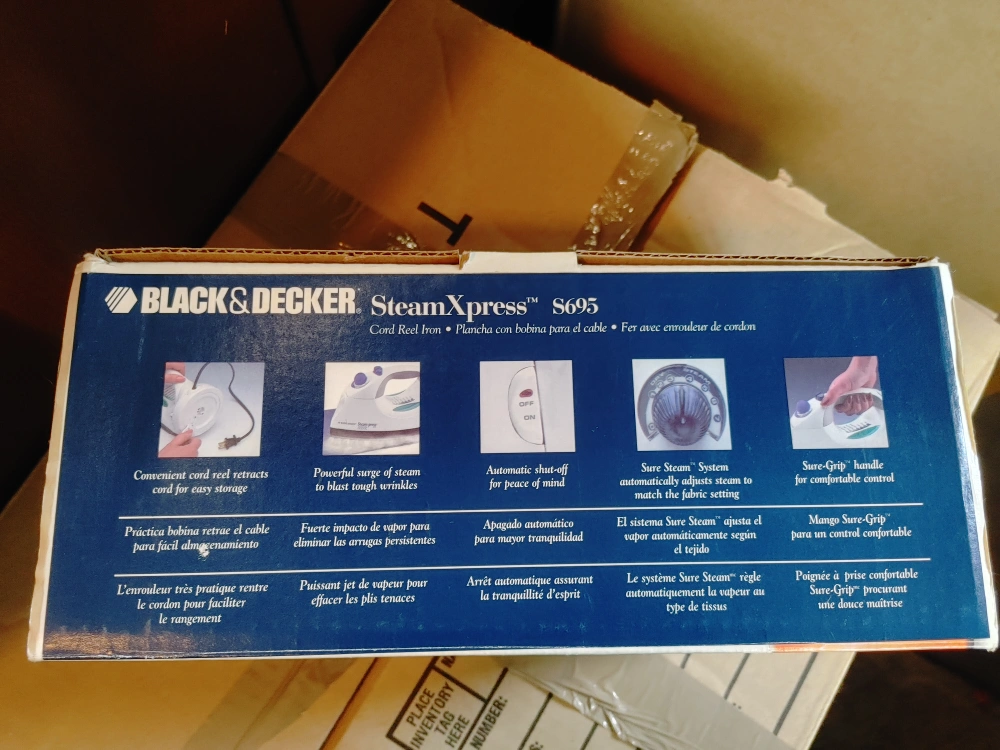 BLACK&DECKER® SteamXpress™ S695
Cord Reel Iron • Plancha con bobina para el cable • Fer avec enrouleur de cordon
OFF
ON
STEAM
Convenient cord reel retracts
cord for easy storage
Powerful surge of steam
to blast tough wrinkles
Automatic shut-off
for peace of mind
Sure Steam™ System
automatically adjusts steam to
match the fabric setting
Sure-Grip™ handle
for comfortable control
Práctica bobina retrae el cable
para fácil almacenamiento
Fuerte impacto de vapor para
eliminar las arrugas persistentes
Apagado automático
para mayor tranquilidad
El sistema Sure Steam™ ajusta el
vapor automáticamente según
el tejido
Mango Sure-Grip™
para un control confortable
L'enrouleur très pratique rentre
le cordon pour faciliter
le rangement
Puissant jet de vapeur pour
effacer les plis tenaces
Arrêt automatique assurant
la tranquillité d'esprit
Le système Sure Steam™ règle
automatiquement la vapeur au
type de tissus
Poignée à prise confortable
Sure-Grip™ procurant
une douce maîtrise
PLACE
INVENTORY
TAG
HERE
NUMBER: